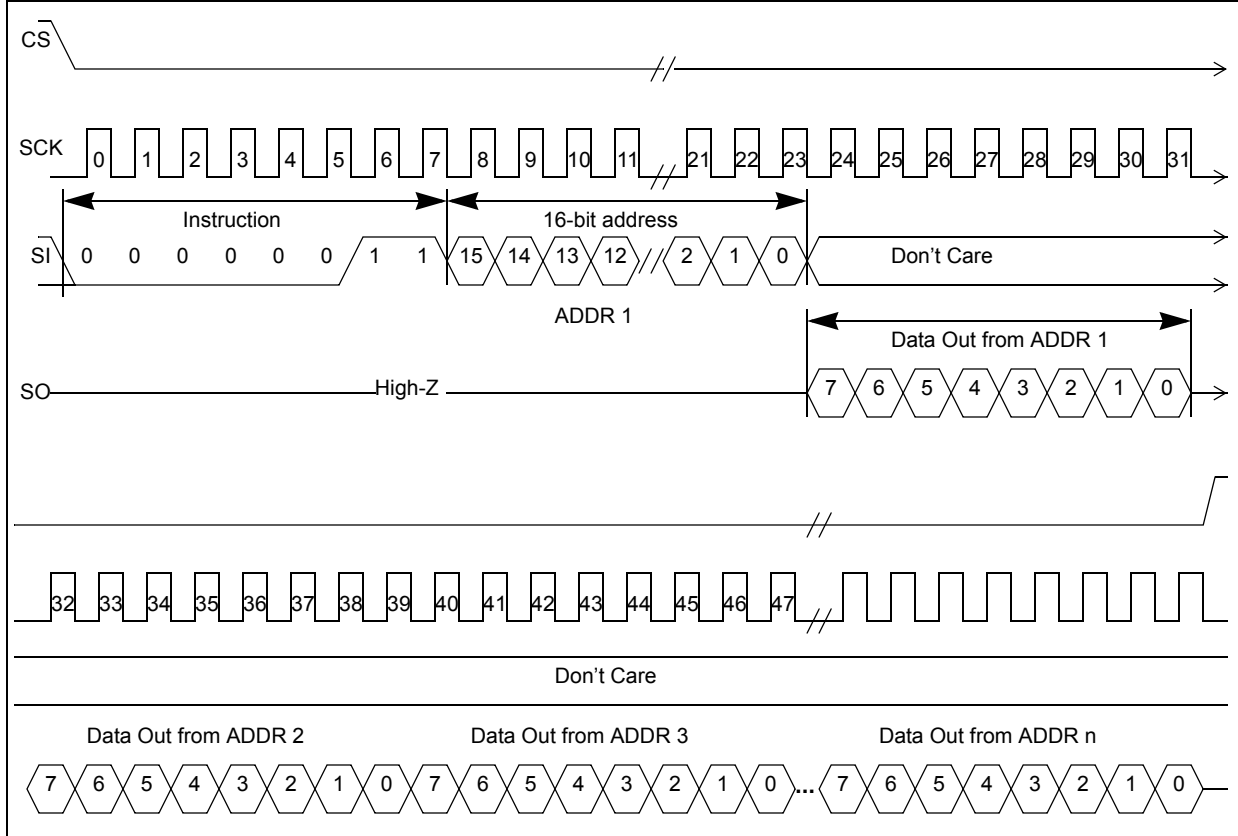 CS
SCK 0 1 2 3 4 5 6 7 8 9 10 11 21 22 23 24 25 26 27 28 29 30 31
Instruction 16-bit address
SI 0 0 0 0 0 0 1 1 15 14 13 12 2 1 0 Don't Care
ADDR 1
Data Out from ADDR 1
SO High-Z 7 6 5 4 3 2 1 0
32 33 34 35 36 37 38 39 40 41 42 43 44 45 46 47
Don't Care
Data Out from ADDR 2 Data Out from ADDR 3 Data Out from ADDR n
7 6 5 4 3 2 1 0 7 6 5 4 3 2 1 0 ... 7 6 5 4 3 2 1 0